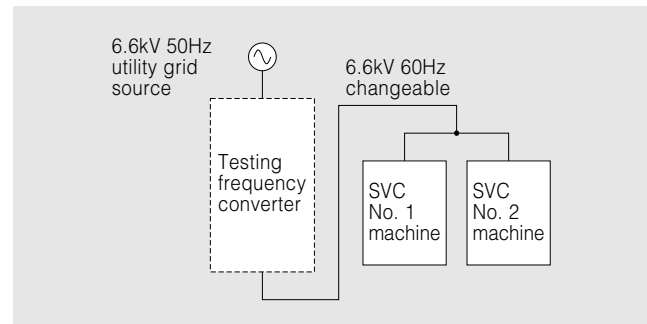 6.6kV 50Hz
utility grid
source
6.6kV 60Hz
changeable
Testing
frequency
converter
SVC
No. 1
machine
SVC
No. 2
machine